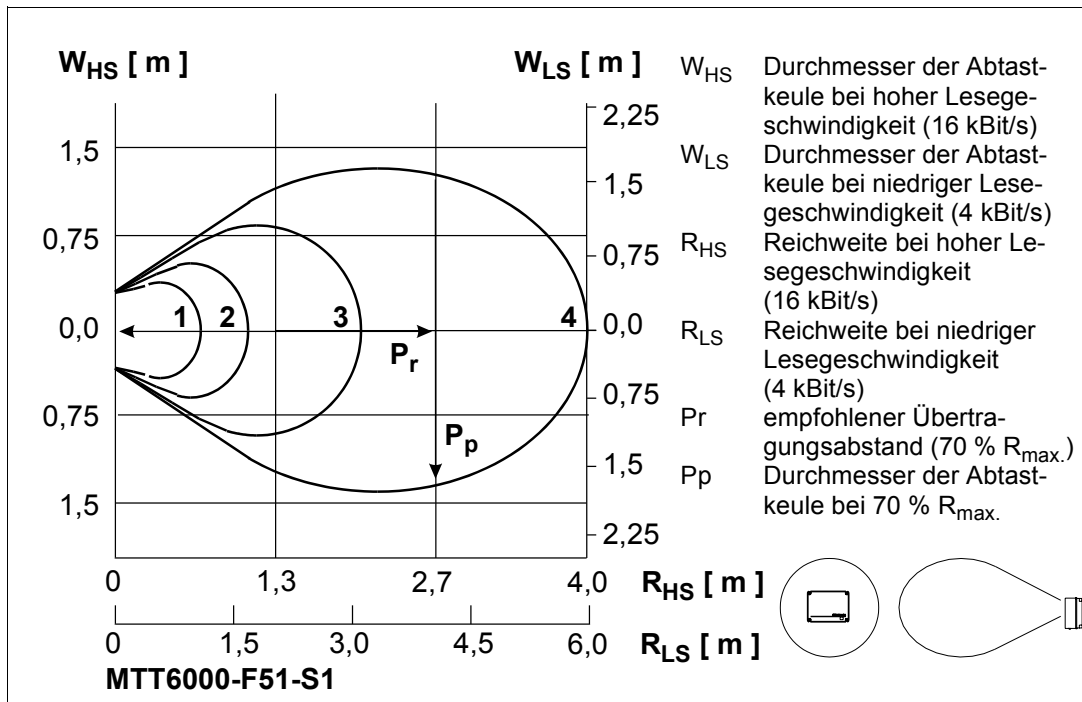 W_HS [ m ]
W_LS [ m ]
1,5
0,75
0,0
0,75
1,5
2,25
1,5
0,75
0,0
0,75
1,5
2,25
1
2
3
4
P_r
P_p
0
1,3
2,7
4,0
R_HS [ m ]
0
1,5
3,0
4,5
6,0
R_LS [ m ]
MTT6000-F51-S1
W_HS Durchmesser der Abtast-
keule bei hoher Lesege-
schwindigkeit (16 kBit/s)
W_LS Durchmesser der Abtast-
keule bei niedriger Lese-
geschwindigkeit (4 kBit/s)
R_HS Reichweite bei hoher Le-
segeschwindigkeit
(16 kBit/s)
R_LS Reichweite bei niedriger
Lesegeschwindigkeit
(4 kBit/s)
Pr empfohlener Übertra-
gungsabstand (70 % R_max.)
Pp Durchmesser der Abtast-
keule bei 70 % R_max.